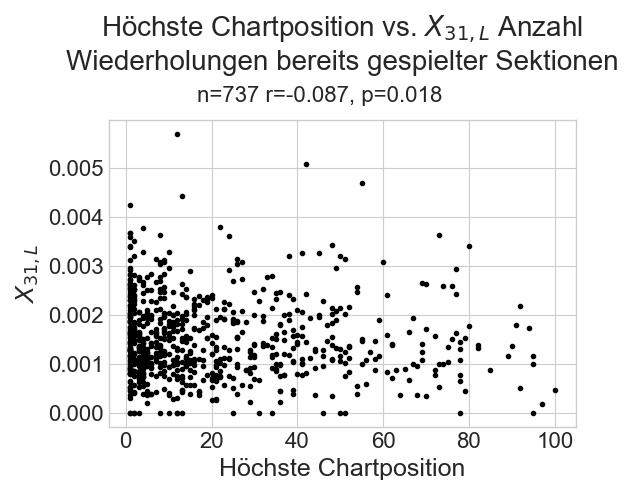 Höchste Chartposition vs. X31, L Anzahl
Wiederholungen bereits gespielter Sektionen
n=737 r=-0.087, p=0.018
0.005
0.004
0.003
0.002
0.001
0.000
X31, L
0 20 40 60 80 100
Höchste Chartposition